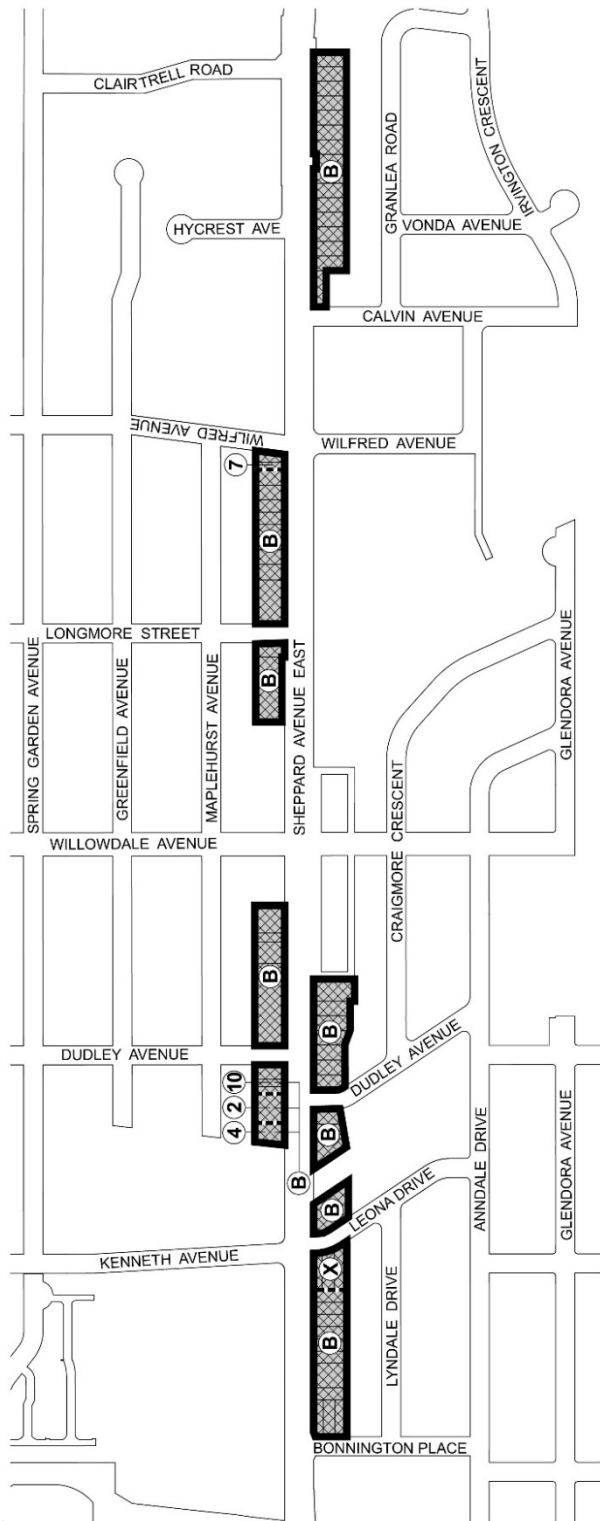 CLAIRTRELL ROAD
GRANLEA ROAD
IRVINGTON CRESCENT
B
HYCREST AVE
VONDA AVENUE
CALVIN AVENUE
WILFRED AVENUE
WILFRED AVENUE
7
B
LONGMORE STREET
SPRING GARDEN AVENUE
GREENFIELD AVENUE
MAPLEHURST AVENUE
SHEPPARD AVENUE EAST
B
GLENDORA AVENUE
CRAIGMORE CRESCENT
WILLOWDALE AVENUE
B
B
DUDLEY AVENUE
DUDLEY AVENUE
10
2
4
B
B
B
LEONA DRIVE
ANNDALE DRIVE
GLENDORA AVENUE
KENNETH AVENUE
X
B
LYNDALE DRIVE
BONNINGTON PLACE